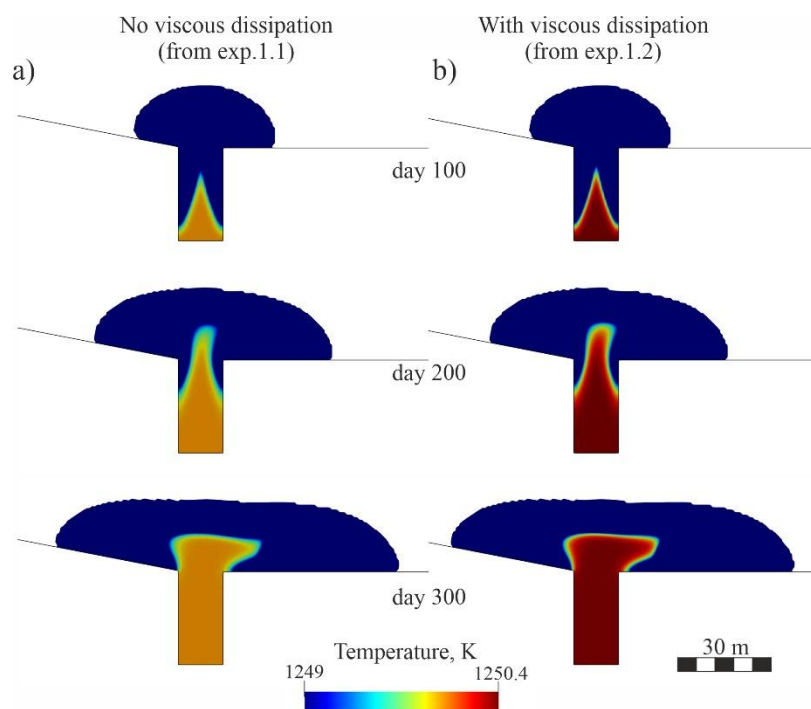 No viscous dissipation
(from exp.1.1)
With viscous dissipation
(from exp.1.2)
a)
b)
day 100
day 200
day 300
Temperature, K
1249
1250.4
30 m